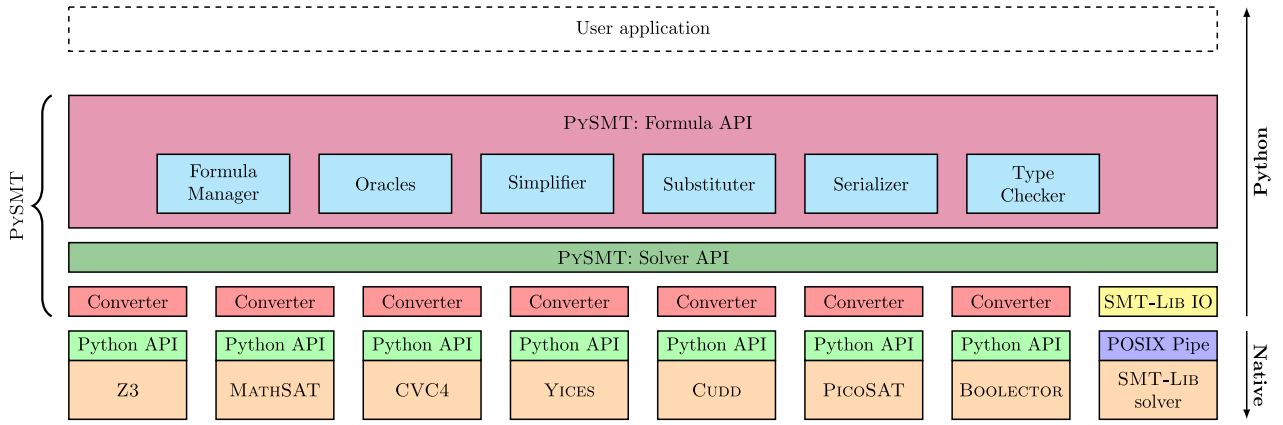 User application
PySMT: Formula API
Formula
Manager
Oracles
Simplifier
Substituter
Serializer
Type
Checker
PySMT: Solver API
Converter
Converter
Converter
Converter
Converter
Converter
Converter
SMT-Lib IO
Python API
Python API
Python API
Python API
Python API
Python API
Python API
POSIX Pipe
Z3
MathSAT
CVC4
Yices
Cudd
PicoSAT
Boolector
SMT-Lib
solver
PySMT
Python
Native